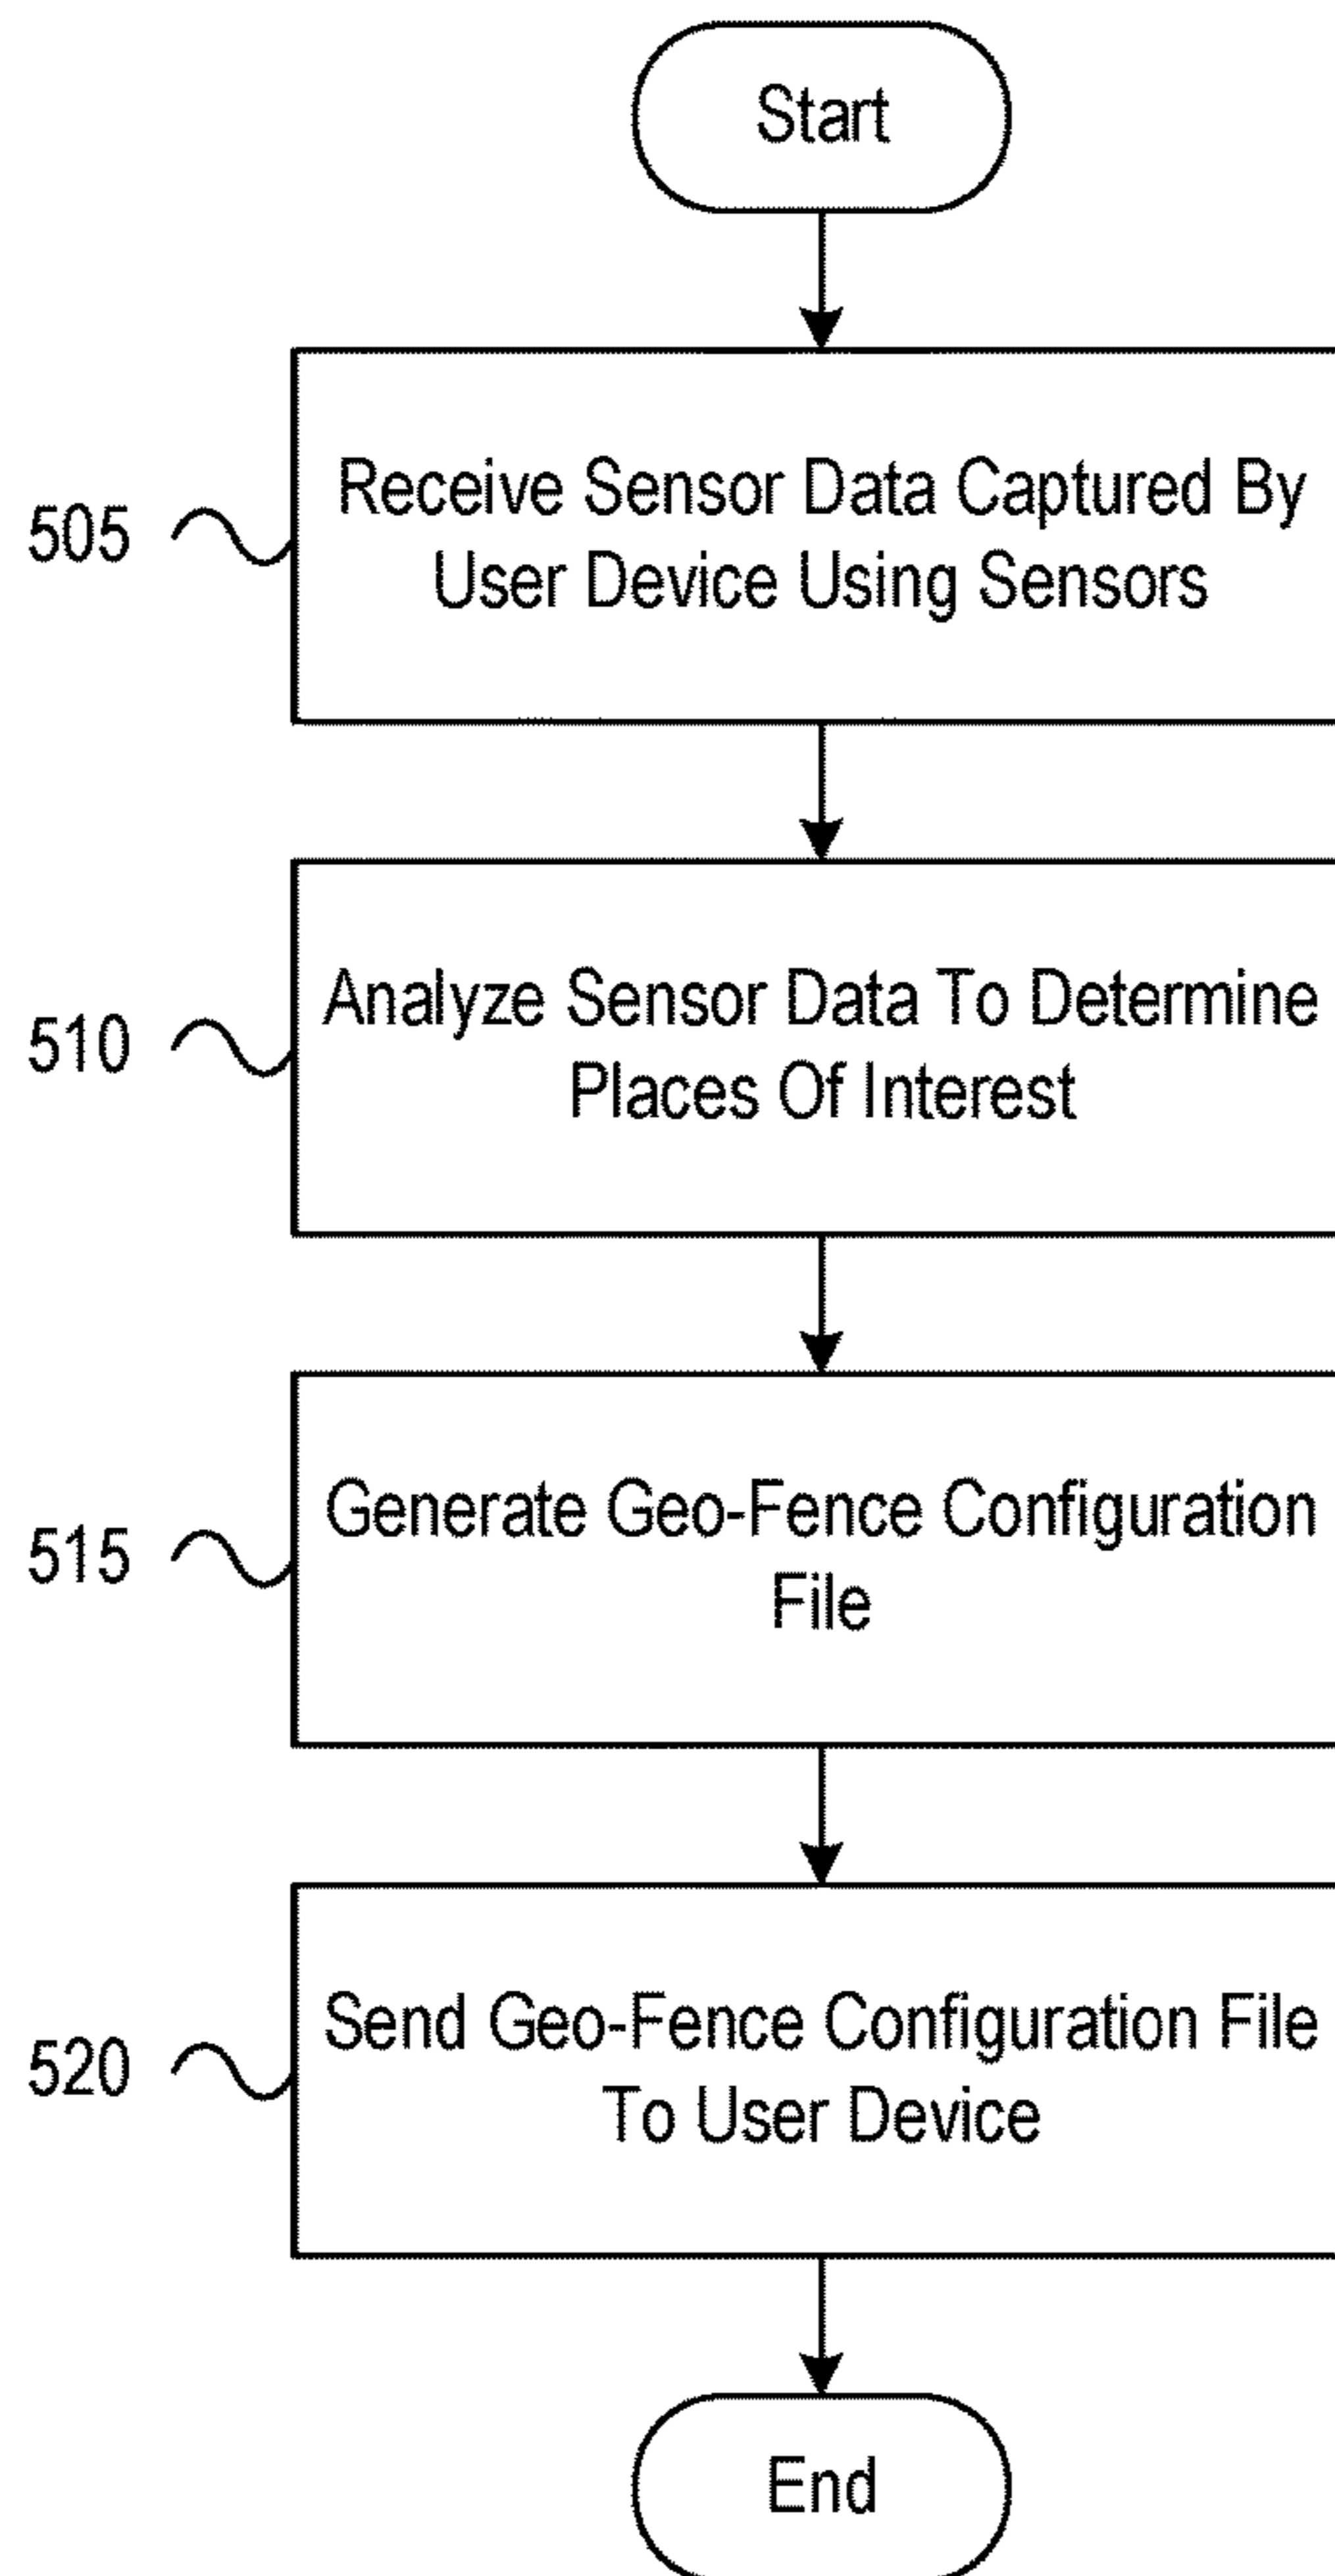 Start
505
Receive Sensor Data Captured By
User Device Using Sensors
510
Analyze Sensor Data To Determine
Places Of Interest
515
Generate Geo-Fence Configuration
File
520
Send Geo-Fence Configuration File
To User Device
End